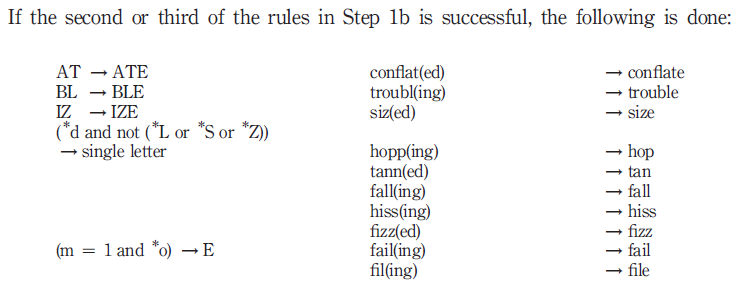 If the second or third of the rules in Step 1b is successful, the following is done:
AT → ATE conflat(ed) → conflate
BL → BLE troubl(ing) → trouble
IZ → IZE siz(ed) → size
(*d and not (*L or *S or *Z))
→ single letter hopp(ing) → hop
tann(ed) → tan
fall(ing) → fall
hiss(ing) → hiss
fizz(ed) → fizz
(m = 1 and *o) → E fail(ing) → fail
fil(ing) → file